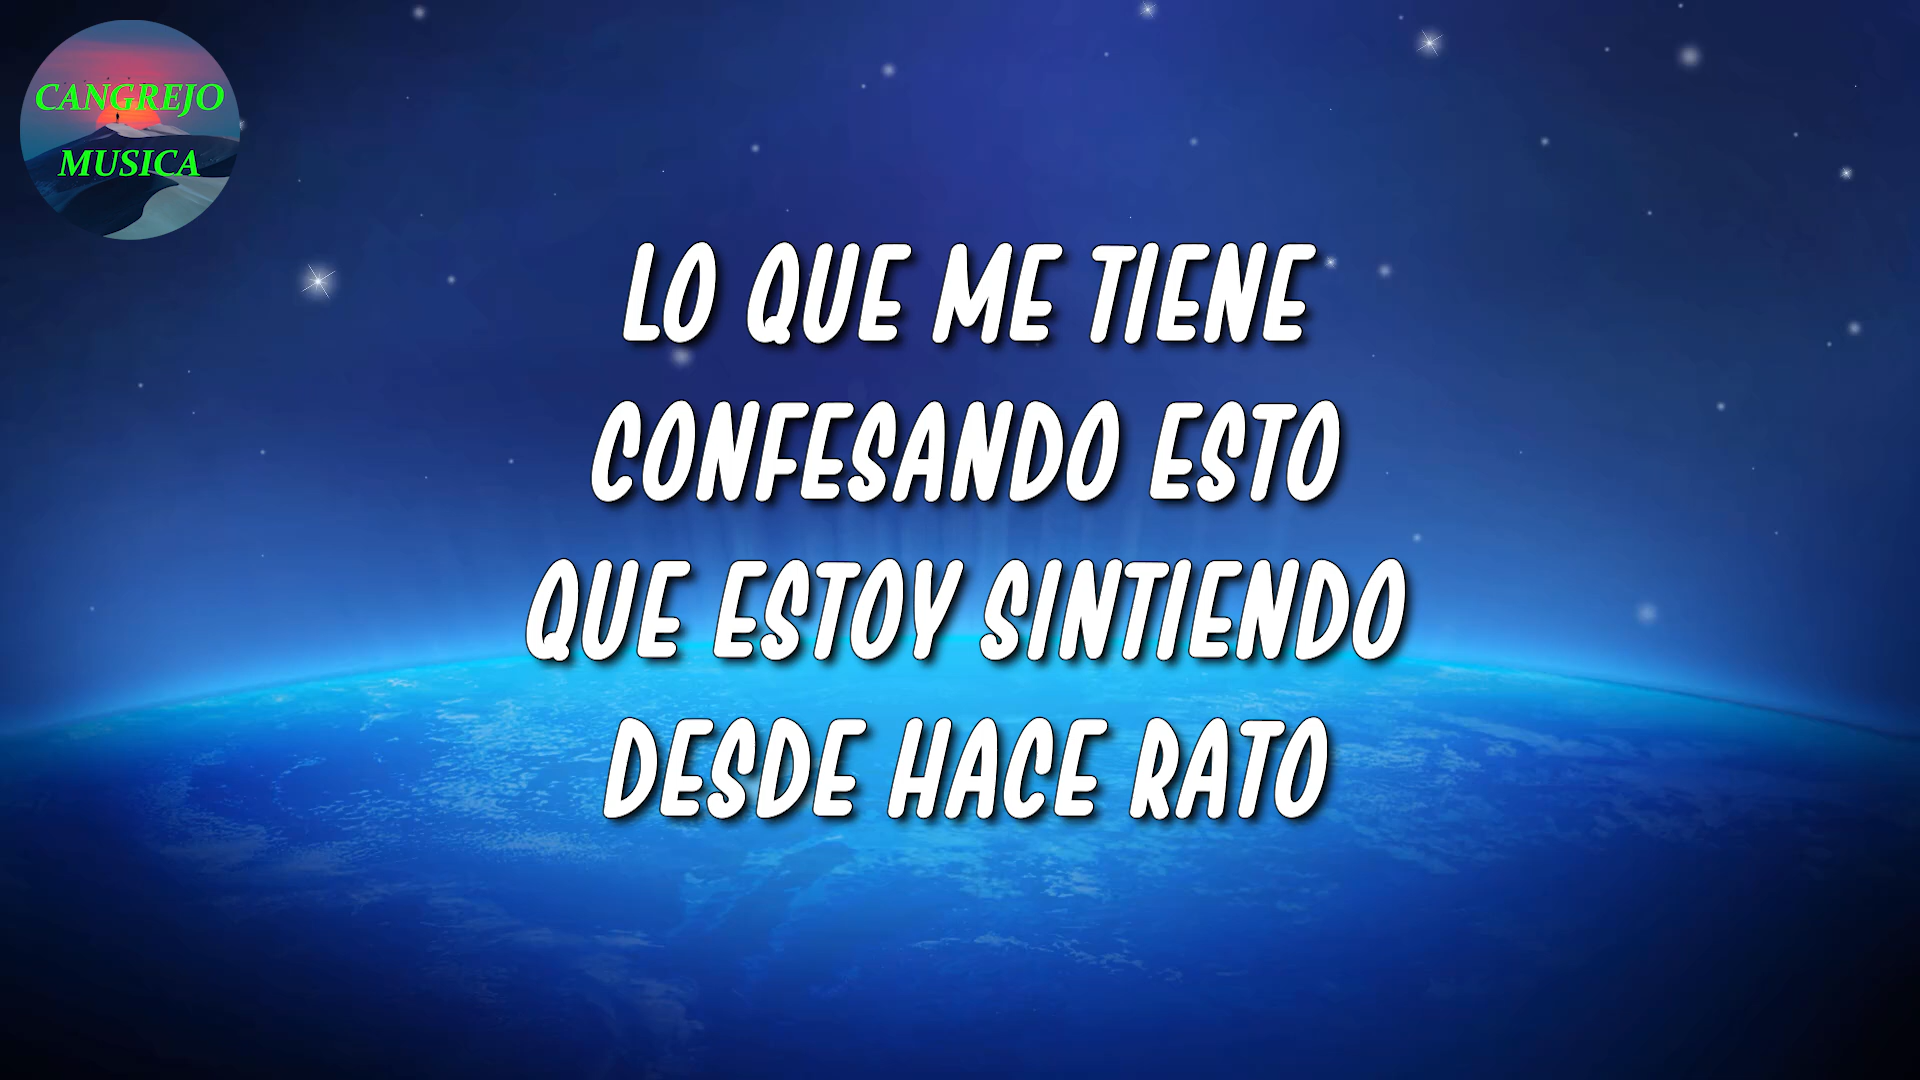 CANGREJO
MUSICA
LO QUE ME TIENE
CONFESANDO ESTO
QUE ESTOY SINTIENDO
DESDE HACE RATO